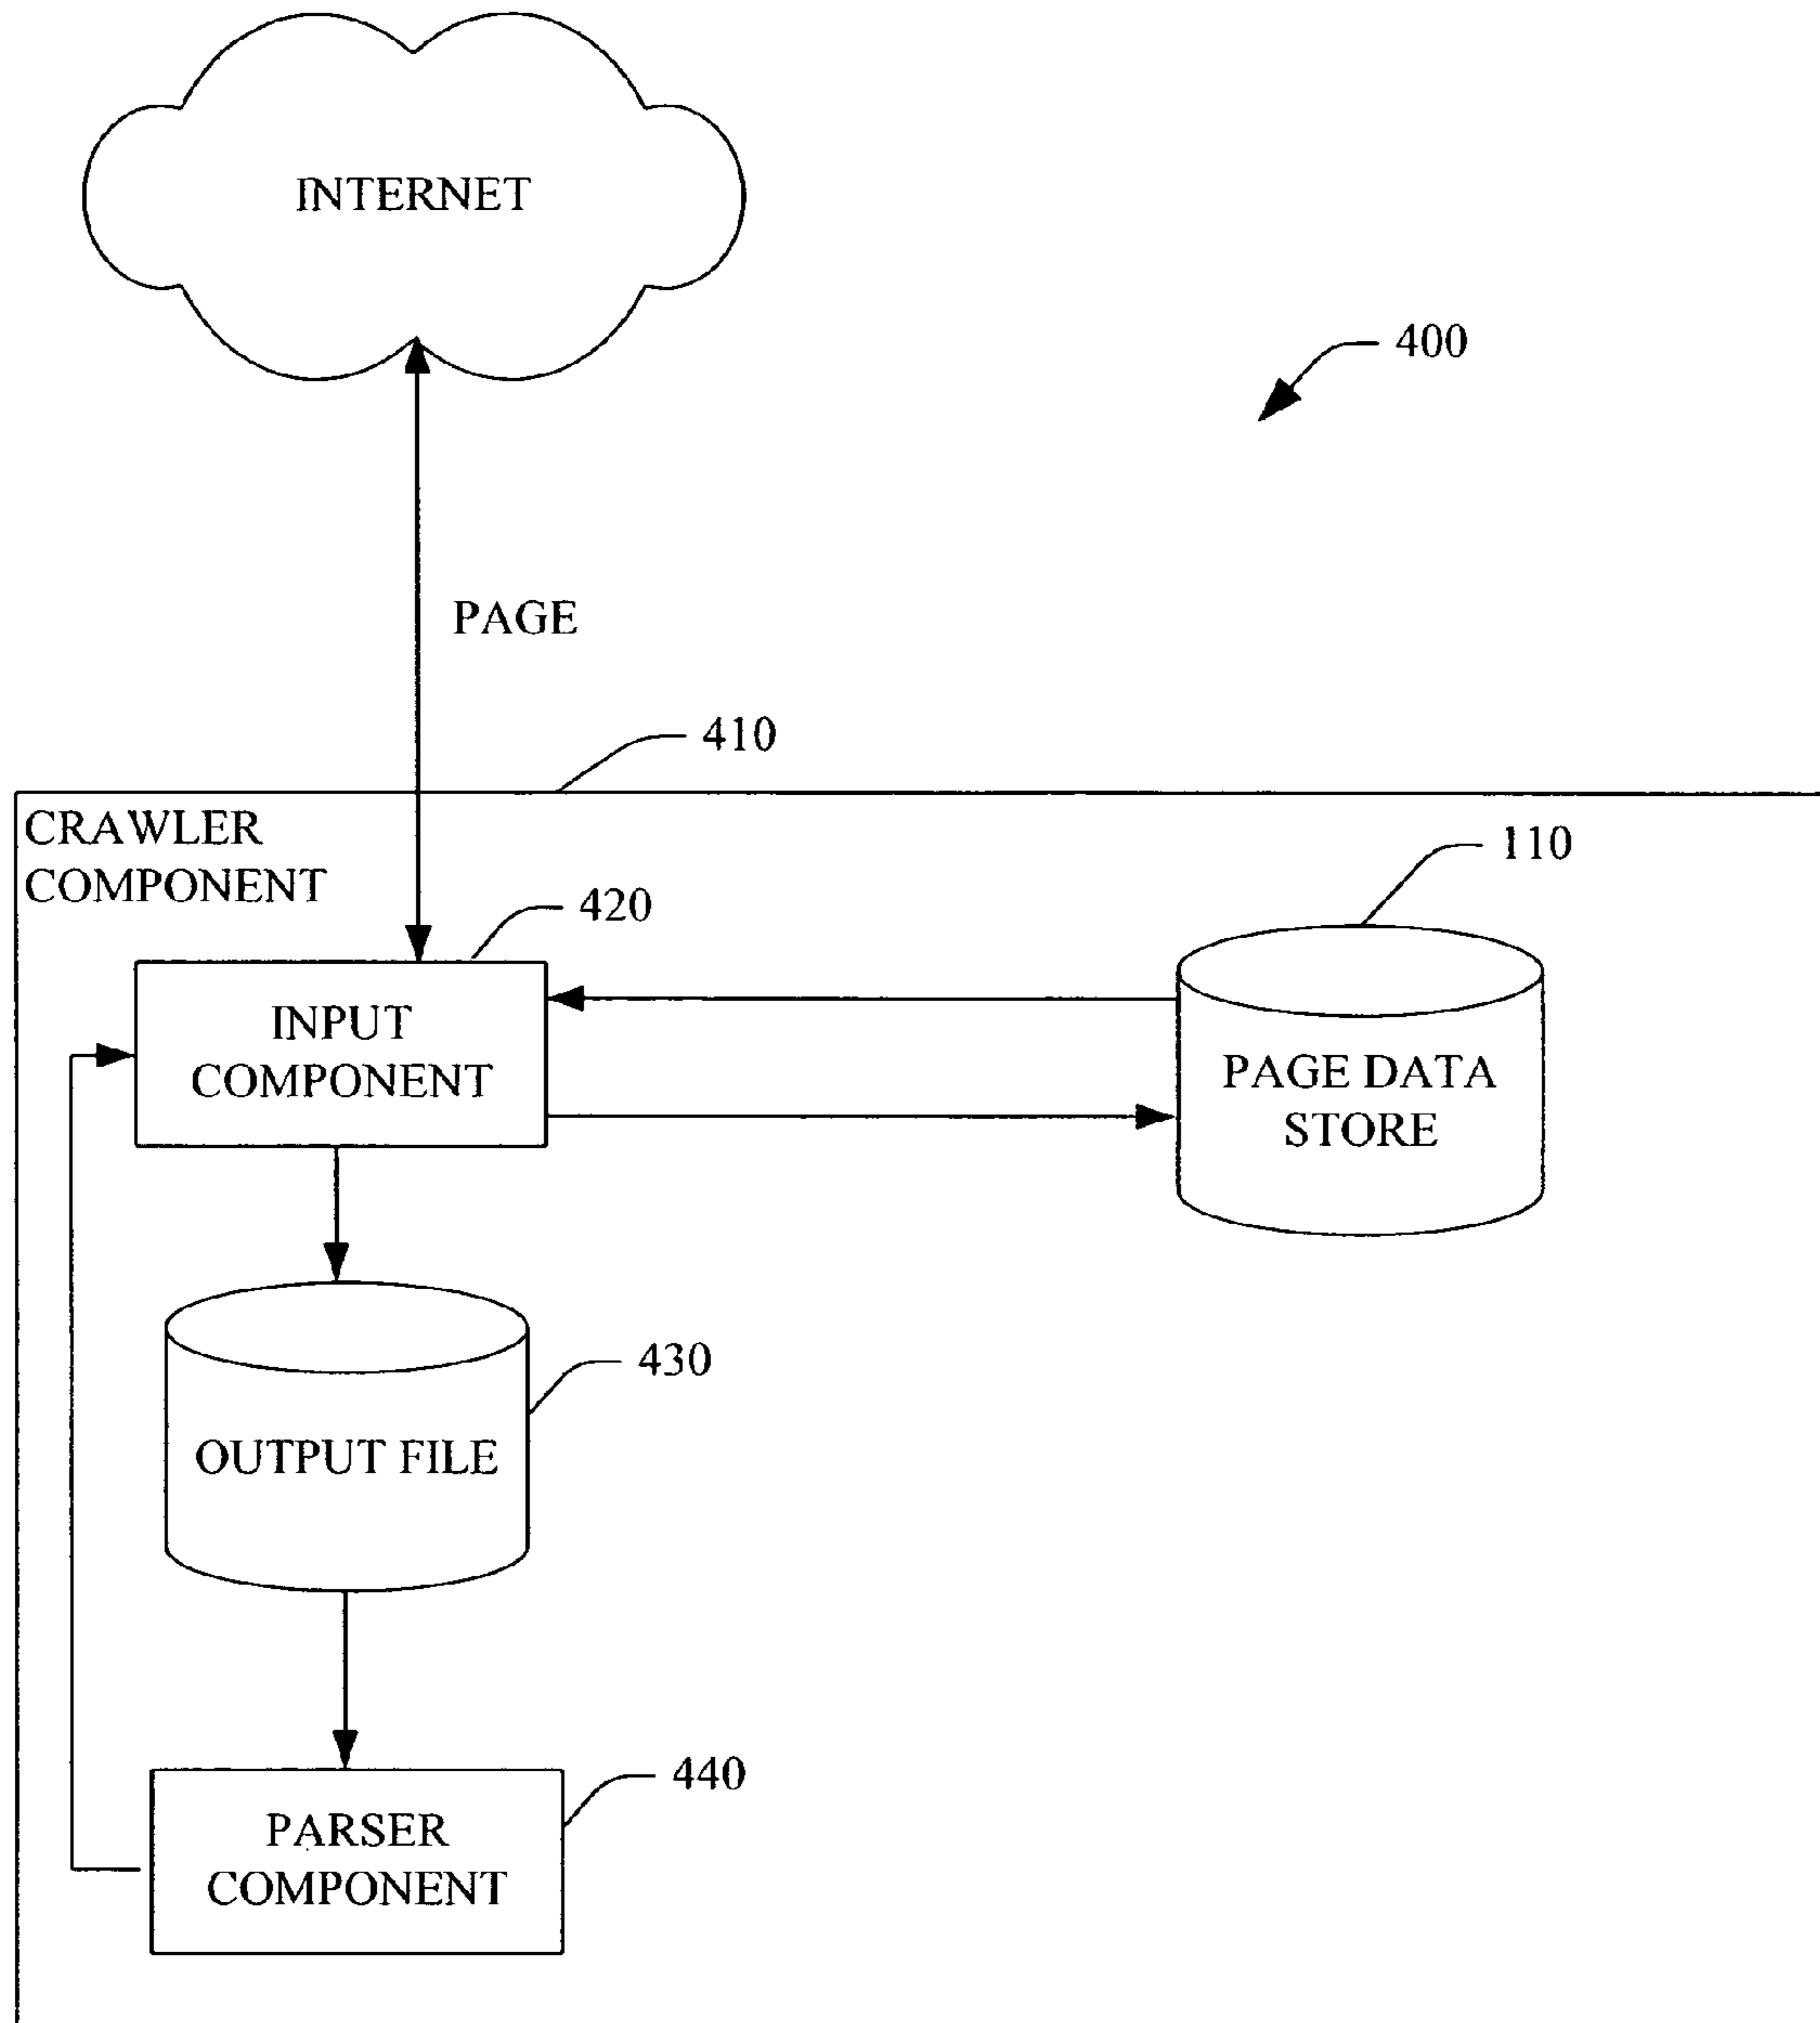 INTERNET
400
PAGE
410
CRAWLER
COMPONENT
110
420
INPUT
COMPONENT
PAGE DATA
STORE
430
OUTPUT FILE
440
PARSER
COMPONENT